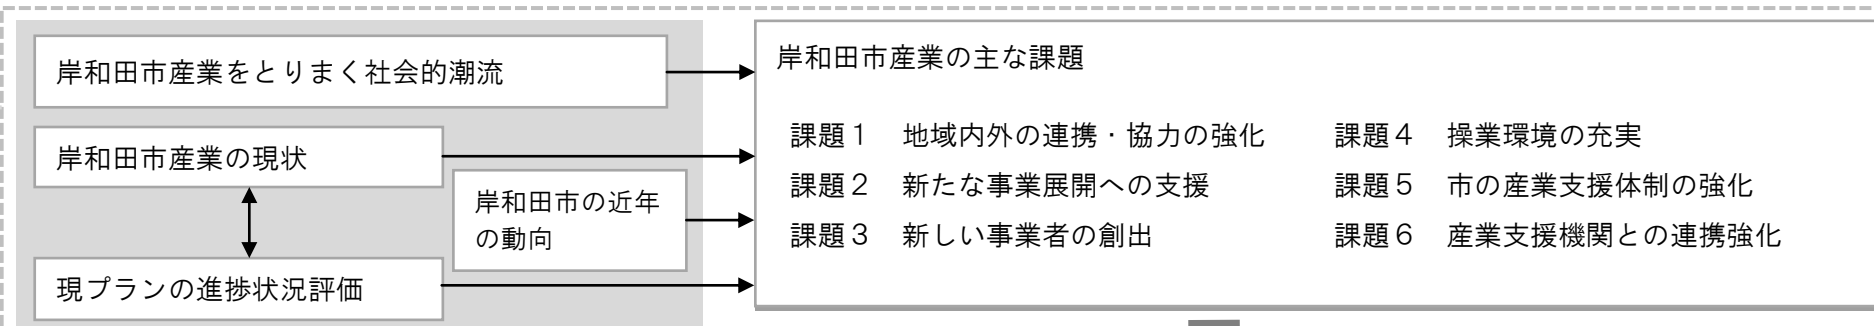 岸和田市産業をとりまく社会的潮流
岸和田市産業の現状
岸和田市の近年
の動向
現プランの進捗状況評価
岸和田市産業の主な課題
課題1 地域内外の連携・協力の強化
課題2 新たな事業展開への支援
課題3 新しい事業者の創出
課題4 操業環境の充実
課題5 市の産業支援体制の強化
課題6 産業支援機関との連携強化